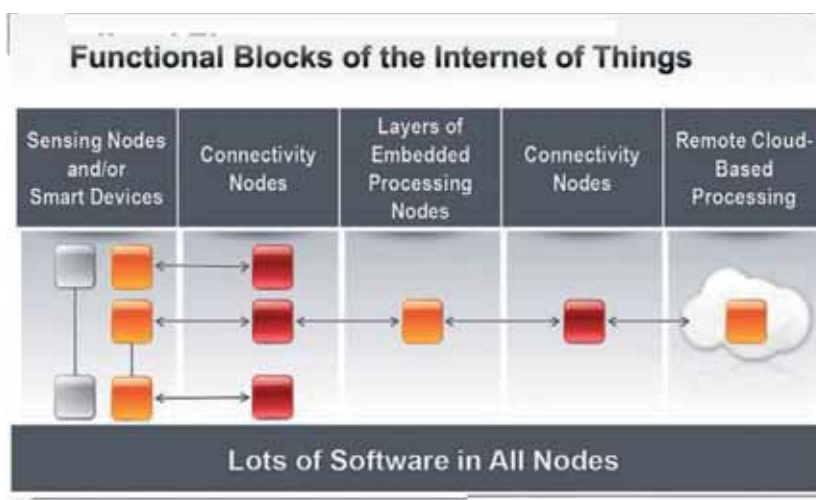 Functional Blocks of the Internet of Things
Sensing Nodes
and/or
Smart Devices
Connectivity
Nodes
Layers of
Embedded
Processing
Nodes
Connectivity
Nodes
Remote Cloud-
Based
Processing
Lots of Software in All Nodes